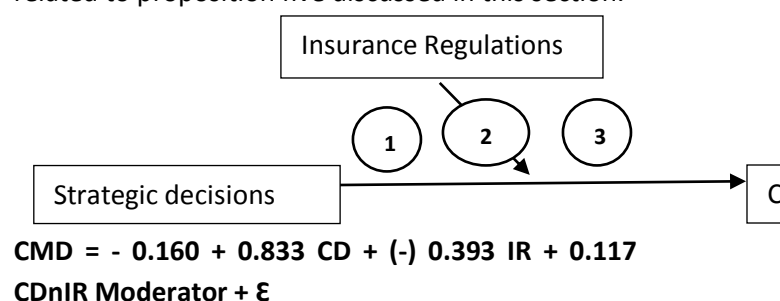 related to proposition five discussed in this section.
Insurance Regulations
1 2 3
Strategic decisions
CMD = - 0.160 + 0.833 CD + (-) 0.393 IR + 0.117
CDnIR Moderator + Ɛ